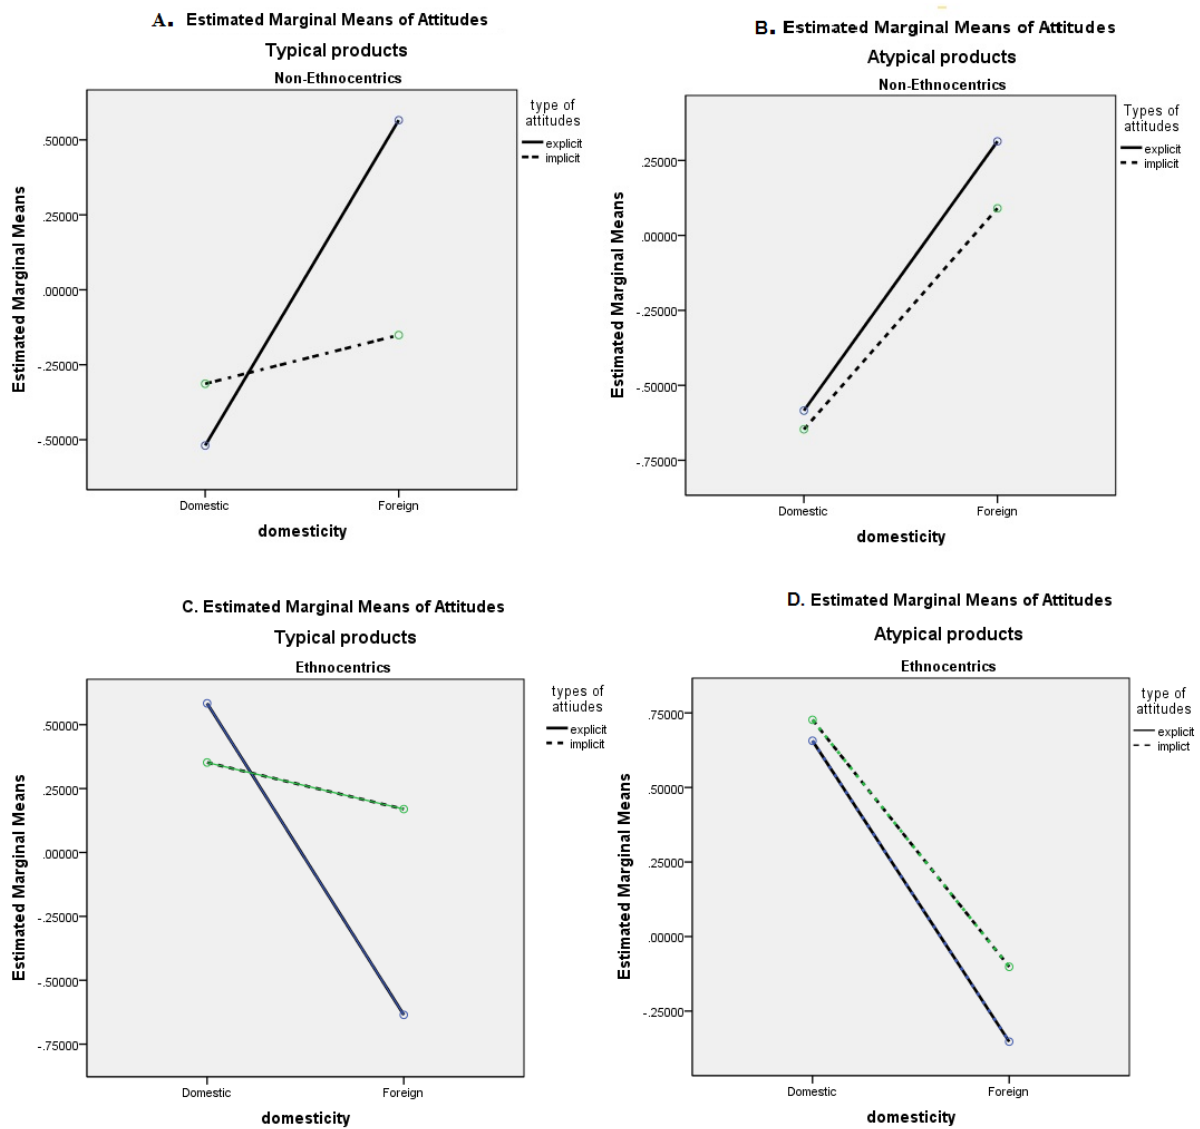 A. Estimated Marginal Means of Attitudes
Typical products
Non-Ethnocentrics
type of
attitudes
explicit
implicit
Estimated Marginal Means
.50000
.25000
.00000
-.25000
-.50000
Domestic
Foreign
domesticity
B. Estimated Marginal Means of Attitudes
Atypical products
Non-Ethnocentrics
Types of
attitudes
explicit
implicit
Estimated Marginal Means
.25000
.00000
-.25000
-.50000
-.75000
Domestic
Foreign
domesticity
C. Estimated Marginal Means of Attitudes
Typical products
Ethnocentrics
types of
attiudes
explicit
implicit
Estimated Marginal Means
.50000
.25000
.00000
-.25000
-.50000
-.75000
Domestic
Foreign
domesticity
D. Estimated Marginal Means of Attitudes
Atypical products
Ethnocentrics
type of
attitudes
explicit
implict
Estimated Marginal Means
.75000
.50000
.25000
.00000
-.25000
Domestic
Foreign
domesticity